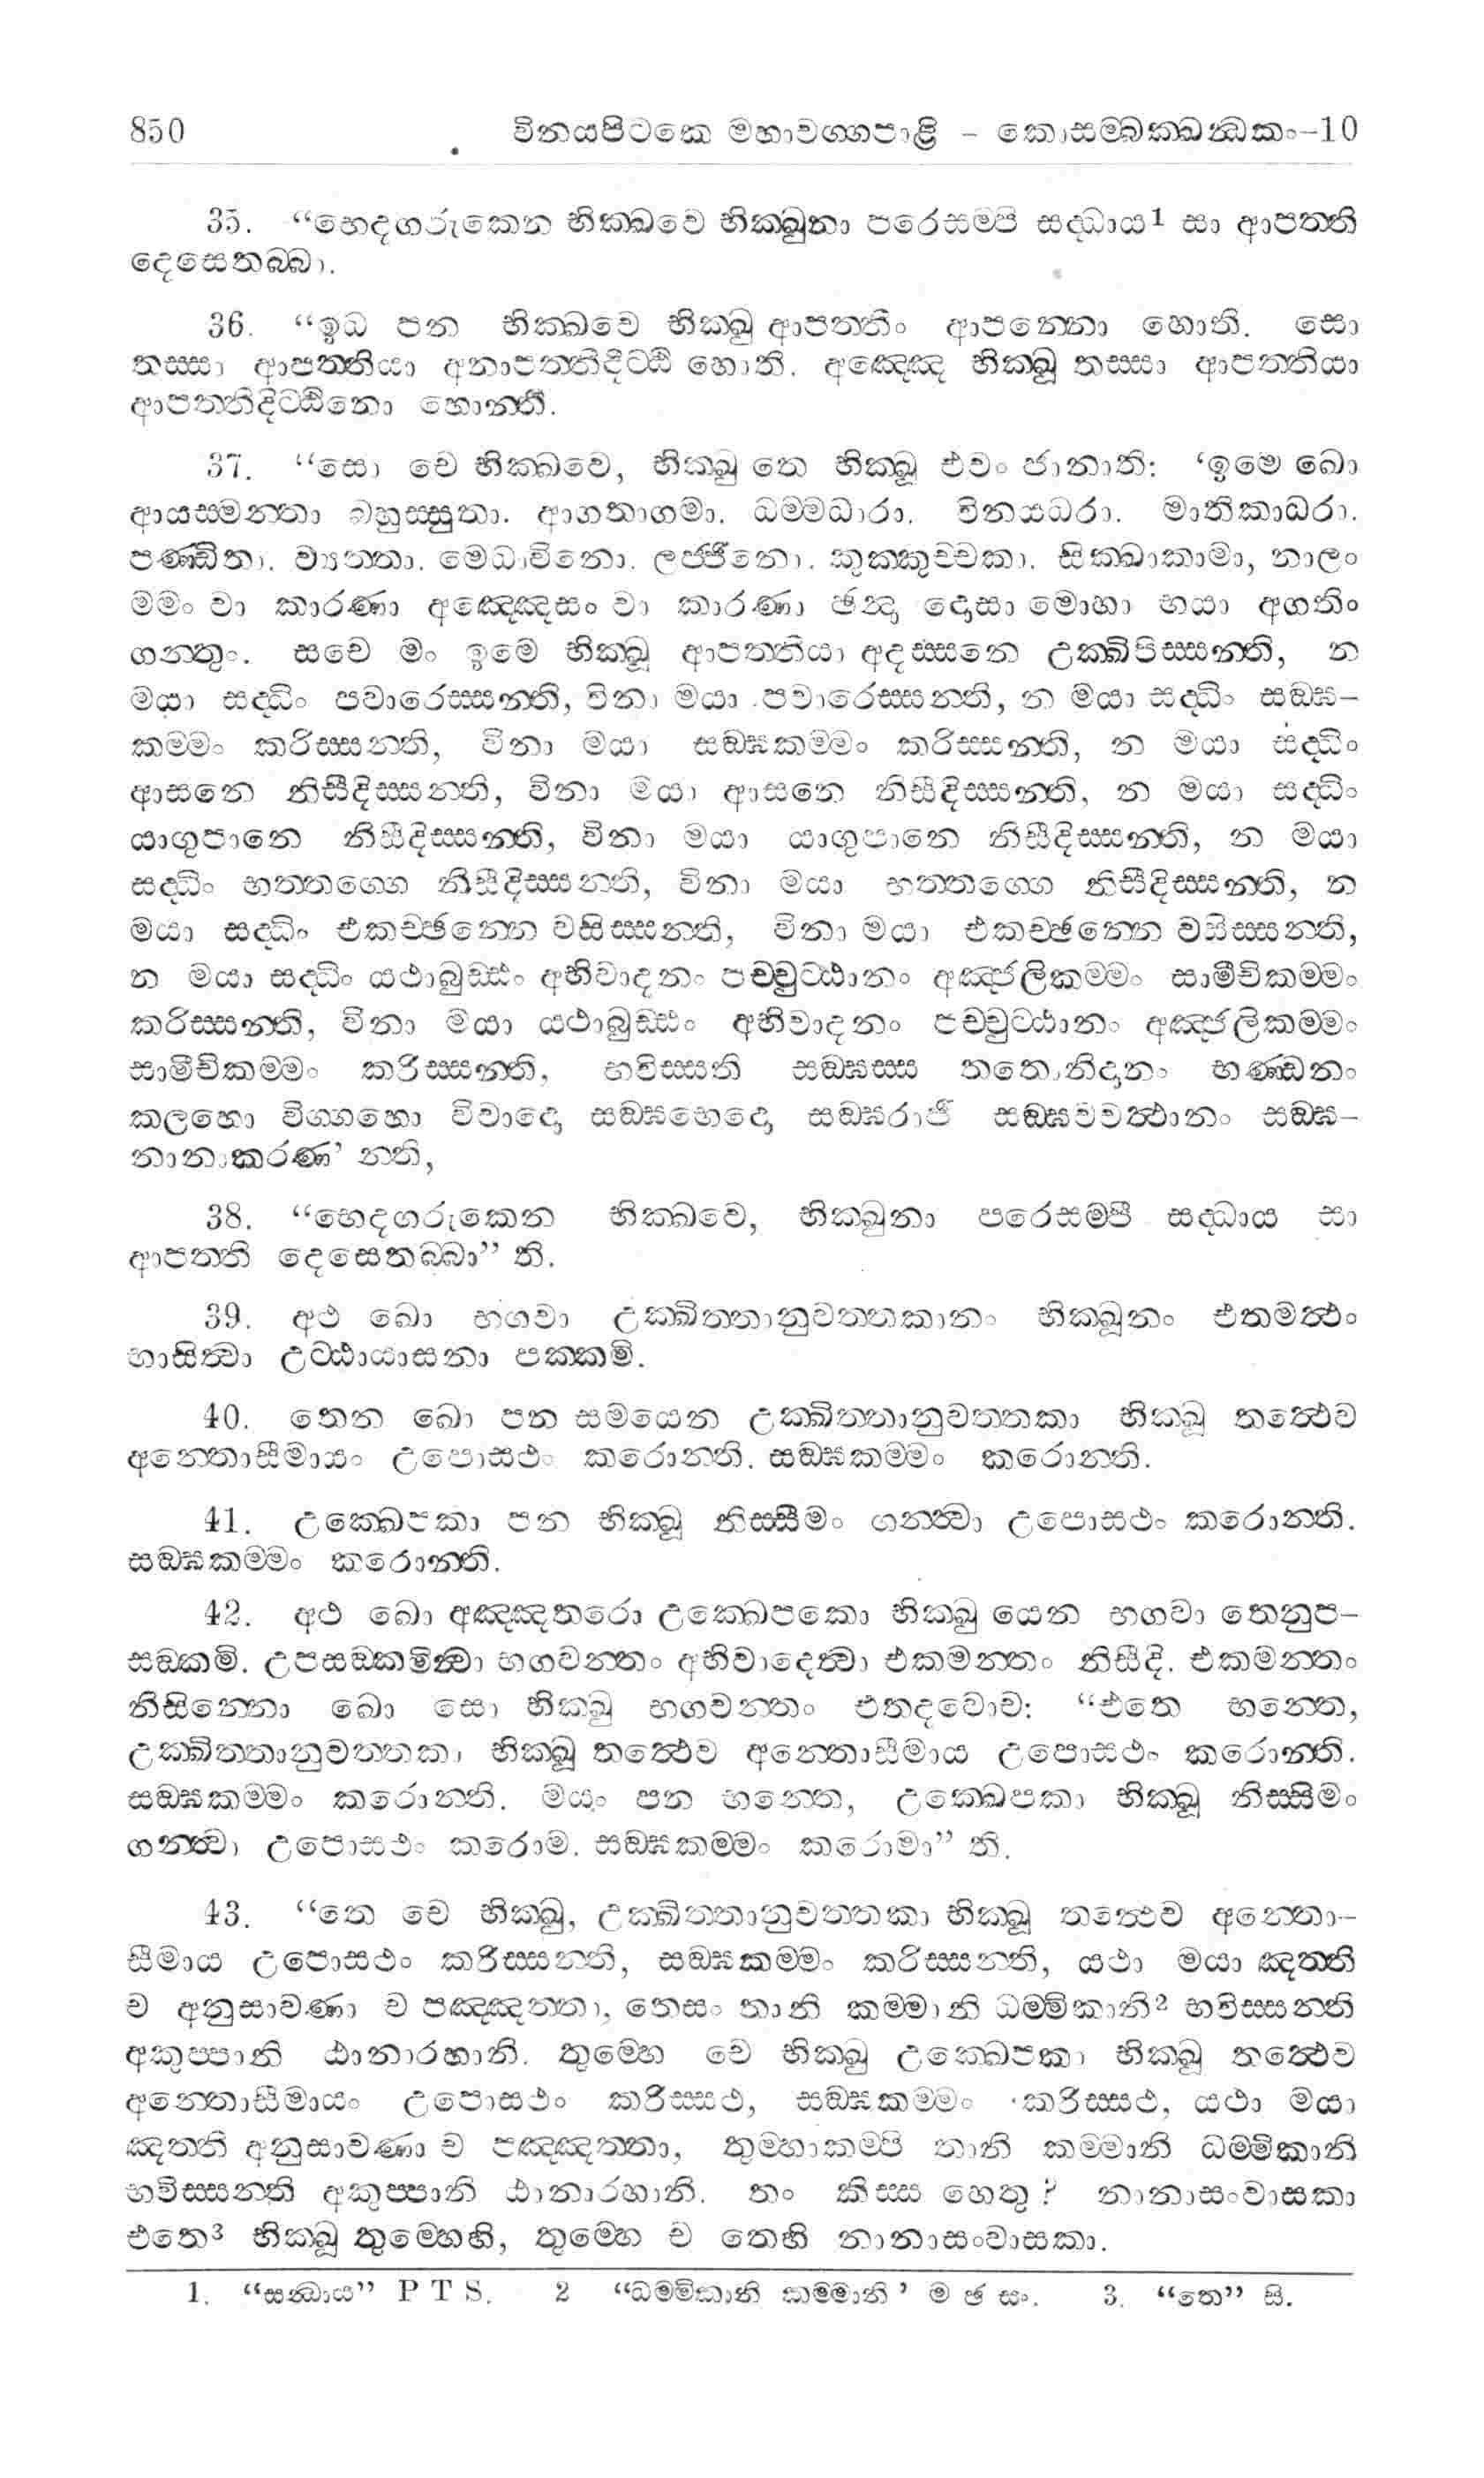 850 විනයපිටකෙ මහාවග්ගපාළි - කොසම්බක්ඛන්ධකං-10
35. “භෙදගරුකෙන භික්ඛවෙ භික්ඛුනා පරෙසම්පි සද්ධාය1 සා ආපත්ති
දෙසෙතබ්බා.
36. “ඉධ පන භික්ඛවෙ භික්ඛු ආපත්තිං ආපන්නො හොති. සො
තස්සා ආපත්තියා අනාපත්තිදිට්ඨි හොති. අඤ්ඤෙ භික්ඛූ තස්සා ආපත්තියා
ආපත්තිදිට්ඨිනො හොන්ති.
37. “සො චෙ භික්ඛවෙ, භික්ඛු තෙ භික්ඛූ එවං ජානාති: ‘ඉමෙ ඛො
ආයස්මන්තා බහුස්සුතා. ආගතාගමා. ධම්මධාරා. විනයධරා. මාතිකාධරා.
පණ්ඩිතා. ව්‍යත්තා. මෙධාවිනො. ලජ්ජිනො. කුක්කුච්චකා. සික්ඛාකාමා, නාලං
මමං වා කාරණා අඤ්ඤෙසං වා කාරණා ඡන්දා දොසා මොහා භයා අගතිං
ගන්තුං. සචෙ මං ඉමෙ භික්ඛූ ආපත්තියා අදස්සනෙ උක්ඛිපිස්සන්ති, න
මයා සද්ධිං පවාරෙස්සන්ති, විනා මයා පවාරෙස්සන්ති, න මයා සද්ධිං සඞ්ඝ-
කම්මං කරිස්සන්ති, විනා මයා සඞ්ඝකම්මං කරිස්සන්ති, න මයා සද්ධිං
ආසනෙ නිසීදිස්සන්ති, විනා මයා ආසනෙ නිසීදිස්සන්ති, න මයා සද්ධිං
යාගුපානෙ නිසීදිස්සන්ති, විනා මයා යාගුපානෙ නිසීදිස්සන්ති, න මයා
සද්ධිං භත්තග්ගෙ නිසීදිස්සන්ති, විනා මයා භත්තග්ගෙ නිසීදිස්සන්ති, න
මයා සද්ධිං එකච්ඡන්නෙ වසිස්සන්ති, විනා මයා එකච්ඡන්නෙ වසිස්සන්ති,
න මයා සද්ධිං යථාබුඩ්ඪං අභිවාදනං පච්චුට්ඨානං අඤ්ජලිකම්මං සාමීචිකම්මං
කරිස්සන්ති, විනා මයා යථාබුඩ්ඪං අභිවාදනං පච්චුට්ඨානං අඤ්ජලිකම්මං
සාමීචිකම්මං කරිස්සන්ති, භවිස්සති සඞ්ඝස්ස තතොනිදානං භණ්ඩනං
කලහො විග්ගහො විවාදො, සඞ්ඝභෙදො, සඞ්ඝරාජි සඞ්ඝවවත්ථානං සඞ්ඝ-
නානාකරණ’ න්ති,
38. “භෙදගරුකෙන භික්ඛවෙ, භික්ඛුනා පරෙසම්පි සද්ධාය සා
ආපත්ති දෙසෙතබ්බා” ති.
39. අථ ඛො භගවා උක්ඛිත්තානුවත්තකානං භික්ඛූනං එතමත්ථං
භාසිත්වා උට්ඨායාසනා පක්කමි.
40. තෙන ඛො පන සමයෙන උක්ඛිත්තානුවත්තකා භික්ඛූ තත්ථෙව
අන්තොසීමායං උපොසථං කරොන්ති. සඞ්ඝකම්මං කරොන්ති.
41. උක්ඛෙපකා පන භික්ඛූ නිස්සීමං ගන්ත්වා උපොසථං කරොන්ති.
සඞ්ඝකම්මං කරොන්ති.
42. අථ ඛො අඤ්ඤතරො උක්ඛෙපකො භික්ඛු යෙන භගවා තෙනුප-
සඞ්කමි. උපසඞ්කමිත්වා භගවන්තං අභිවාදෙත්වා එකමන්තං නිසීදි. එකමන්තං
නිසින්නො ඛො සො භික්ඛු භගවන්තං එතදවොච: “එතෙ භන්තෙ,
උක්ඛිත්තානුවත්තකා භික්ඛූ තත්ථෙව අන්තොසීමාය උපොසථං කරොන්ති.
සඞ්ඝකම්මං කරොන්ති. මයං පන භන්තෙ, උක්ඛෙපකා භික්ඛූ නිස්සීමං
ගන්ත්වා උපොසථං කරොම. සඞ්ඝකම්මං කරොමා” ති.
43. “තෙ චෙ භික්ඛු, උක්ඛිත්තානුවත්තකා භික්ඛූ තත්ථෙව අන්තො-
සීමාය උපොසථං කරිස්සන්ති, සඞ්ඝකම්මං කරිස්සන්ති, යථා මයා ඤත්ති
ච අනුසාවණා ච පඤ්ඤත්තා, තෙසං තානි කම්මානි ධම්මිකානි2 භවිස්සන්ති
අකුප්පානි ඨානාරහානි. තුම්හෙ චෙ භික්ඛු උක්ඛෙපකා භික්ඛූ තත්ථෙව
අන්තොසීමායං උපොසථං කරිස්සථ, සඞ්ඝකම්මං කරිස්සථ, යථා මයා
ඤත්ති අනුසාවණා ච පඤ්ඤත්තා, තුම්හාකම්පි තානි කම්මානි ධම්මිකානි
භවිස්සන්ති අකුප්පානි ඨානාරහානි. තං කිස්ස හෙතු? නානාසංවාසකා
එතෙ3 භික්ඛූ තුම්හෙහි, තුම්හෙ ච තෙහි නානාසංවාසකා.
1. “සන්ධාය” P T S. 2 “ධම්මිකානි කම්මානි’ ම ඡ සං. 3. “තෙ” සි.